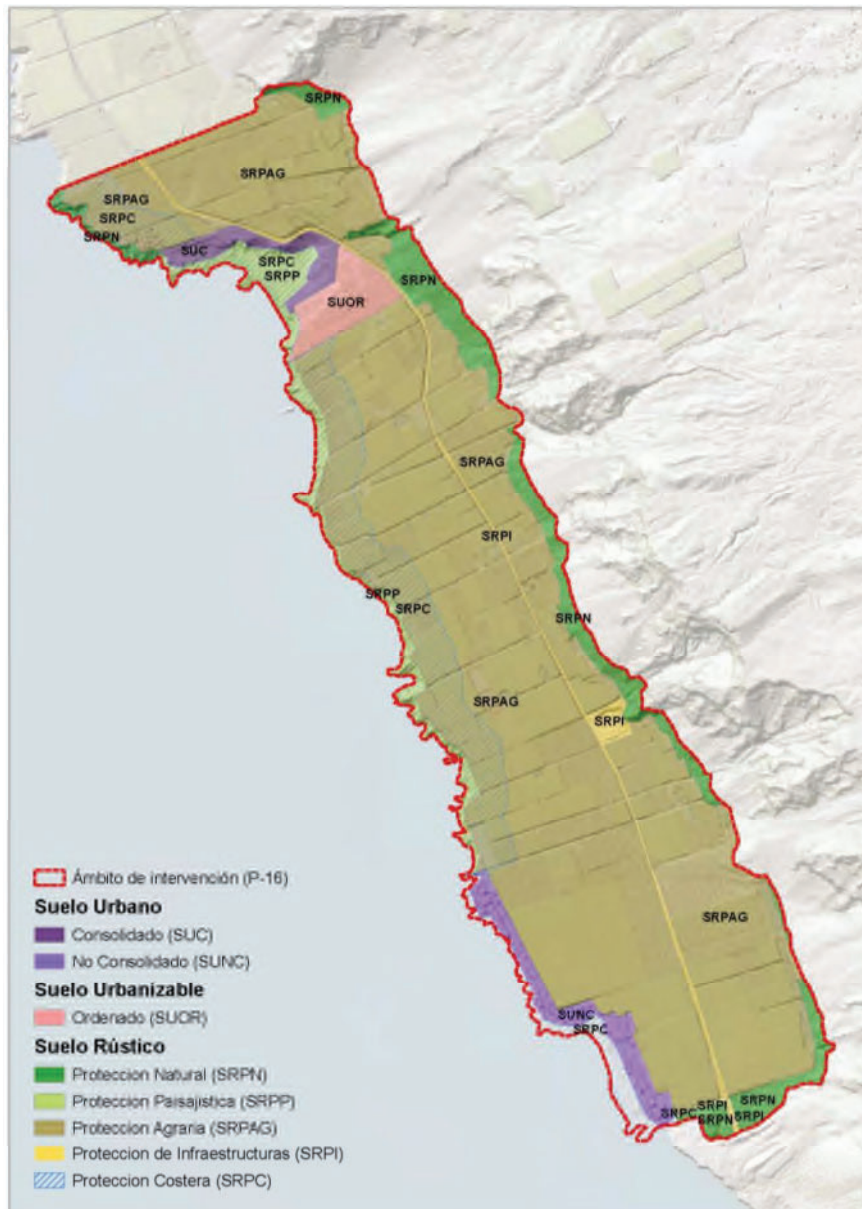 SRPN
SRPAG
SRPAG
SRPC
SRPN
SUC
SRPC
SRPP
SRPN
SUOR
SRPAG
SRPI
SRPP
SRPC
SRPN
SRPAG
SRPI
SRPAG
SUNC
SRPC
SRPC
SRPI
SRPN
SRPN
SRPI
Ámbito de intervención (P-16)
Suelo Urbano
Consolidado (SUC)
No Consolidado (SUNC)
Suelo Urbanizable
Ordenado (SUOR)
Suelo Rústico
Proteccion Natural (SRPN)
Proteccion Paisajistica (SRPP)
Proteccion Agraria (SRPAG)
Proteccion de Infraestructuras (SRPI)
Proteccion Costera (SRPC)